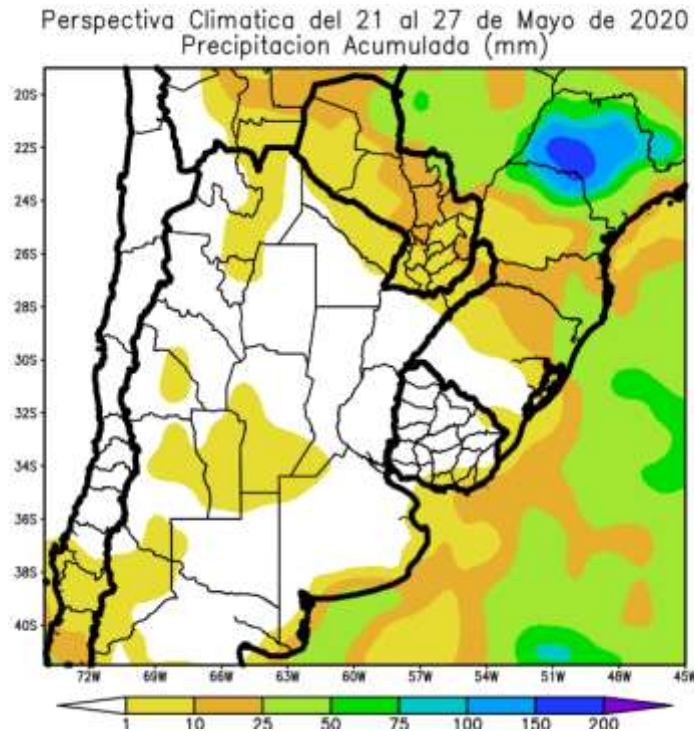 Perspectiva Climatica del 21 al 27 de Mayo de 2020
Precipitacion Acumulada (mm)
20S
22S
24S
26S
28S
30S
32S
34S
36S
38S
40S
72W 69W 66W 63W 60W 57W 54W 51W 48W 45W
1 10 25 50 75 100 150 200